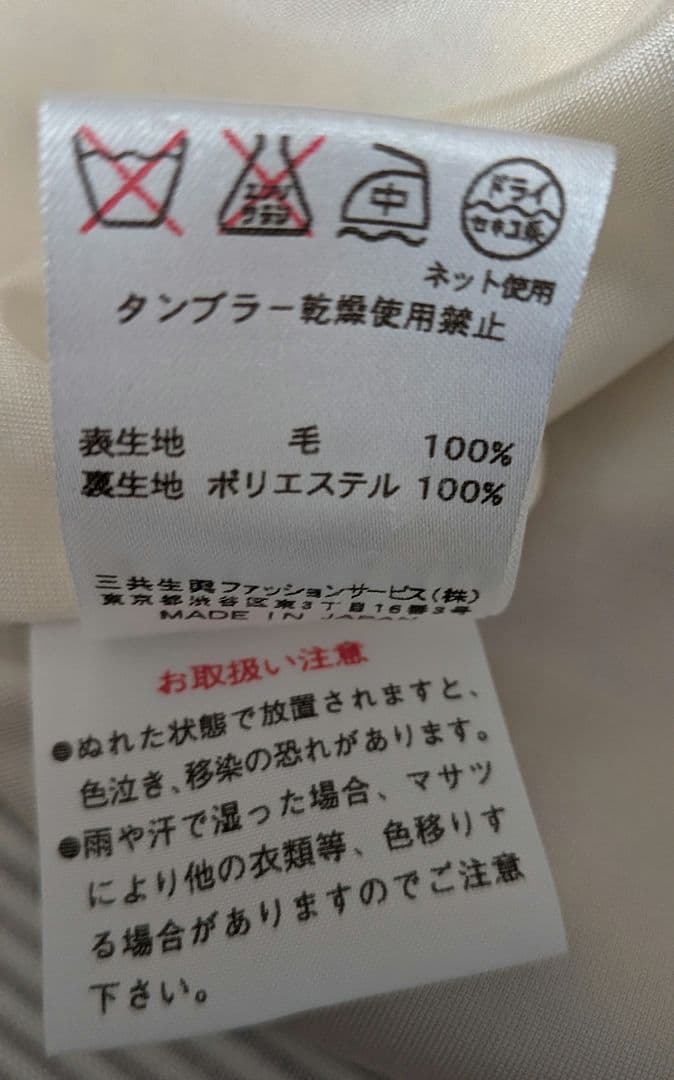 エンソ
サラシ
中
ドライ
セキユ系
ネット使用
タンブラー乾燥使用禁止
表生地 毛 100%
裏生地 ポリエステル 100%
三共生興ファッションサービス(株)
東京都渋谷区東3丁目16番3号
MADE IN JAPAN
お取扱い注意
●ぬれた状態で放置されますと、
色泣き、移染の恐れがあります。
●雨や汗で湿った場合、マサツ
により他の衣類等、色移りす
る場合がありますのでご注意
下さい。